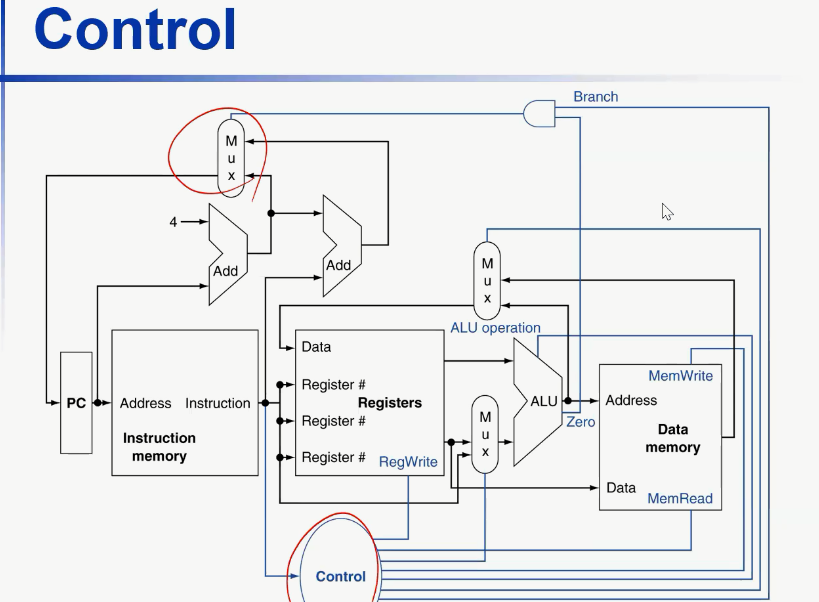 Control
Branch
M
u
x
4
Add
Add
M
u
x
ALU operation
Data
Register #
Register #
Register #
Registers
RegWrite
PC
Address
Instruction
Instruction
memory
M
u
x
ALU
Zero
MemWrite
Address
Data
memory
Data
MemRead
Control